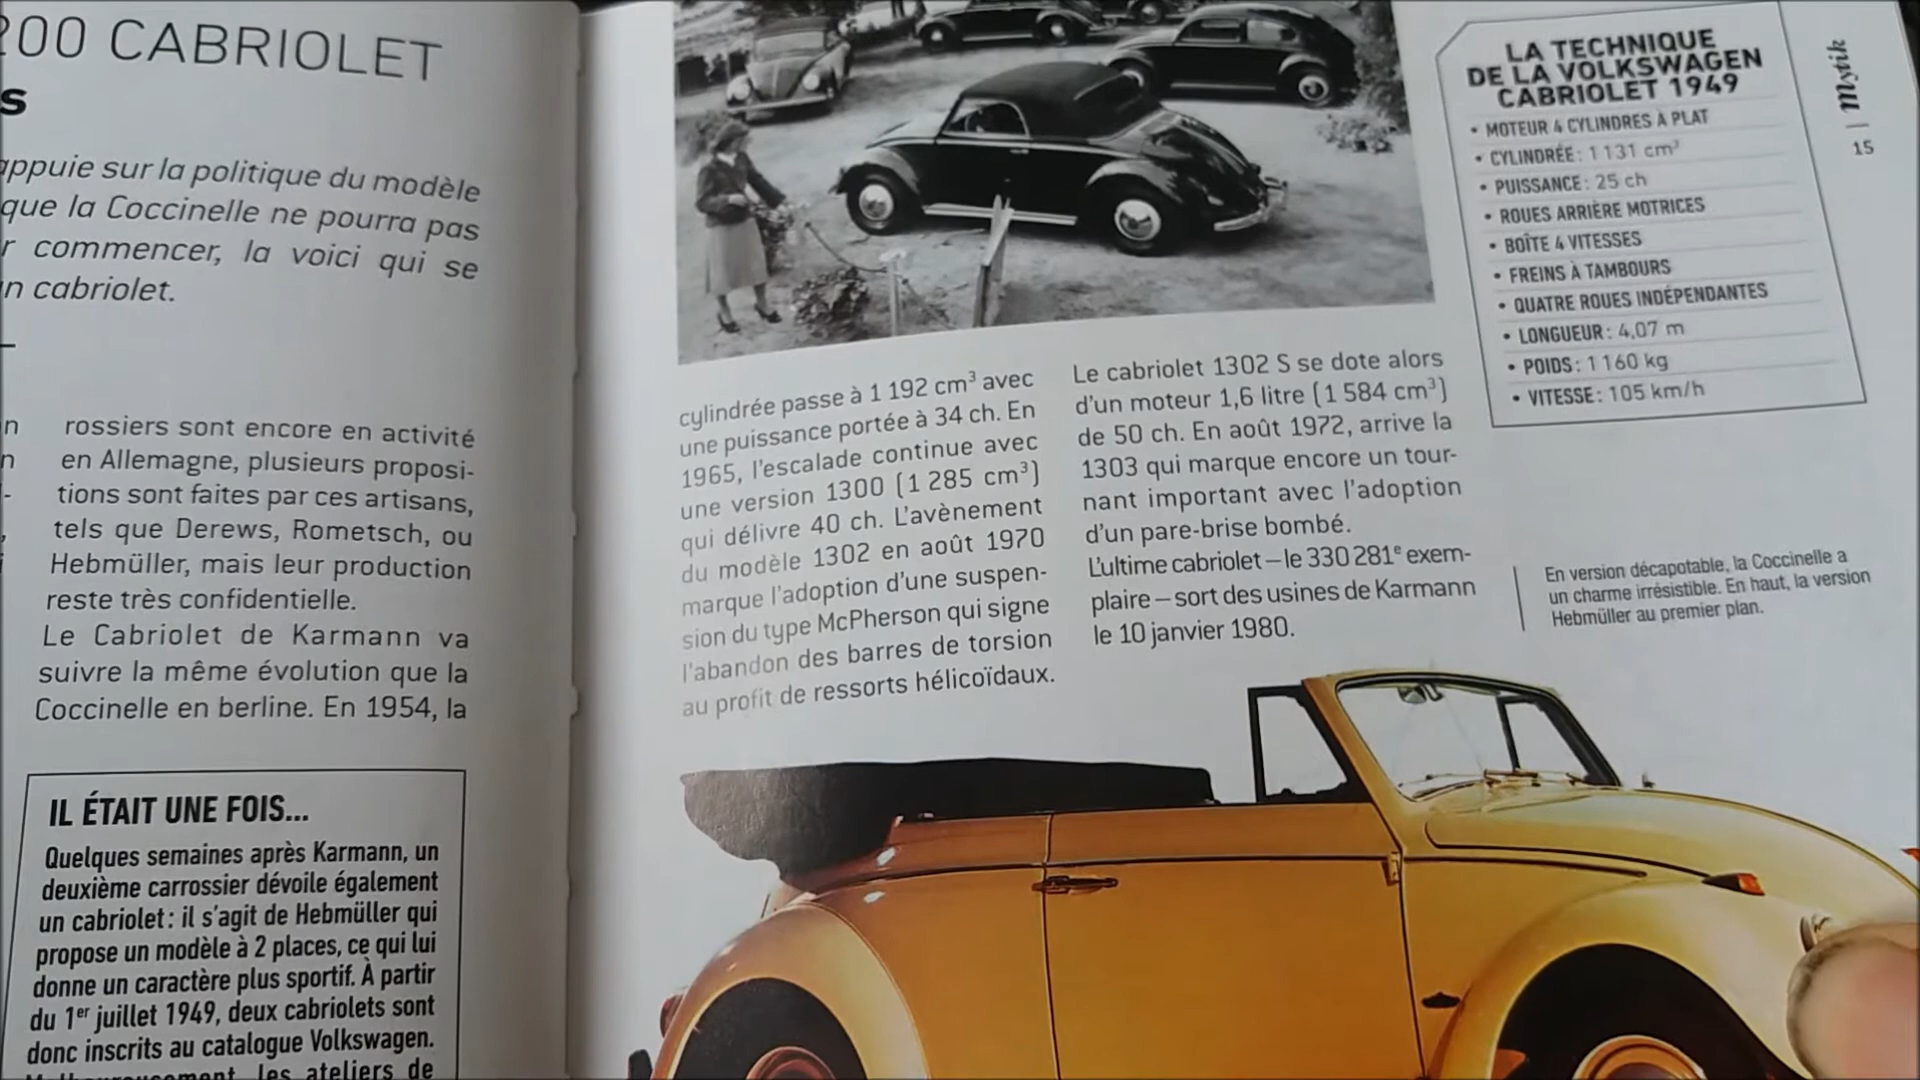 200 CABRIOLET
s
appuie sur la politique du modèle
que la Coccinelle ne pourra pas
r commencer, la voici qui se
n cabriolet.
rossiers sont encore en activité
en Allemagne, plusieurs proposi-
tions sont faites par ces artisans,
tels que Derews, Rometsch, ou
Hebmüller, mais leur production
reste très confidentielle.
Le Cabriolet de Karmann va
suivre la même évolution que la
Coccinelle en berline. En 1954, la
IL ÉTAIT UNE FOIS...
Quelques semaines après Karmann, un
deuxième carrossier dévoile également
un cabriolet : il s'agit de Hebmüller qui
propose un modèle à 2 places, ce qui lui
donne un caractère plus sportif. À partir
du 1er juillet 1949, deux cabriolets sont
donc inscrits au catalogue Volkswagen.
Malheureusement, les ateliers de
cylindrée passe à 1 192 cm³ avec
une puissance portée à 34 ch. En
1965, l'escalade continue avec
une version 1300 (1 285 cm³)
qui délivre 40 ch. L'avènement
du modèle 1302 en août 1970
marque l'adoption d'une suspen-
sion du type McPherson qui signe
l'abandon des barres de torsion
au profit de ressorts hélicoïdaux.
Le cabriolet 1302 S se dote alors
d'un moteur 1,6 litre (1 584 cm³)
de 50 ch. En août 1972, arrive la
1303 qui marque encore un tour-
nant important avec l'adoption
d'un pare-brise bombé.
L'ultime cabriolet – le 330 281e exem-
plaire – sort des usines de Karmann
le 10 janvier 1980.
LA TECHNIQUE
DE LA VOLKSWAGEN
CABRIOLET 1949
• MOTEUR 4 CYLINDRES À PLAT
• CYLINDRÉE : 1 131 cm³
• PUISSANCE : 25 ch
• ROUES ARRIÈRE MOTRICES
• BOÎTE 4 VITESSES
• FREINS À TAMBOURS
• QUATRE ROUES INDÉPENDANTES
• LONGUEUR : 4,07 m
• POIDS : 1 160 kg
• VITESSE : 105 km/h
En version décapotable, la Coccinelle a
un charme irrésistible. En haut, la version
Hebmüller au premier plan.
15 | Mytik